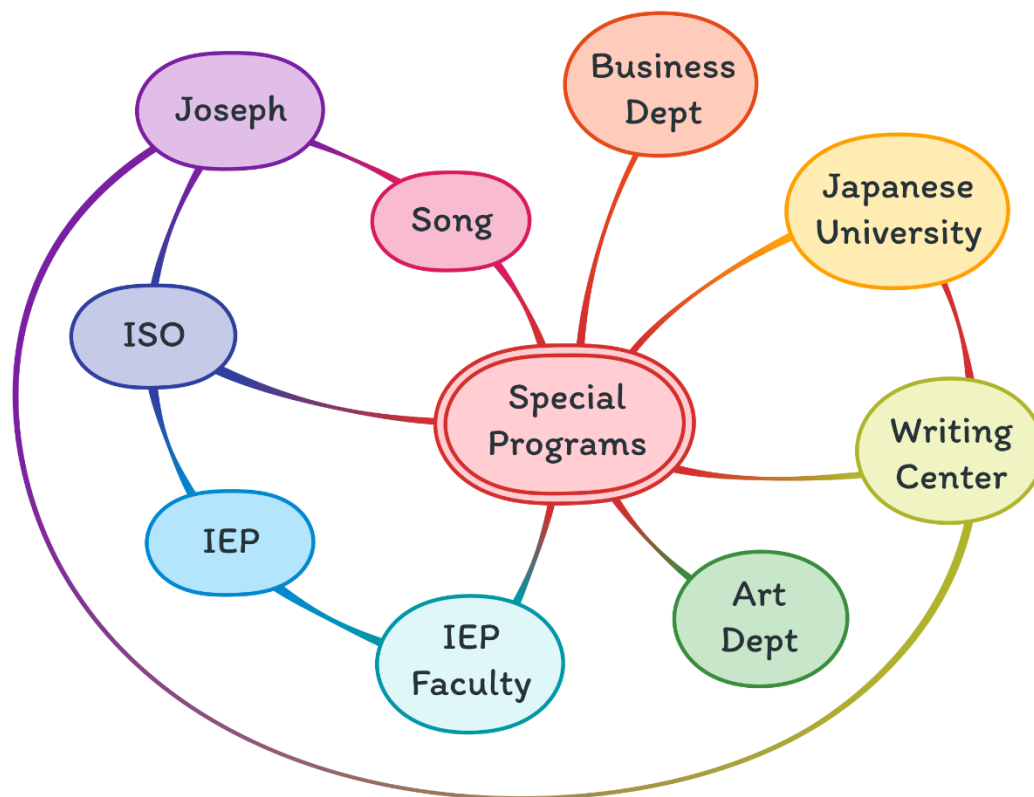 Business
Dept
Joseph
Japanese
University
Song
ISO
Special
Programs
Writing
Center
IEP
Art
Dept
IEP
Faculty